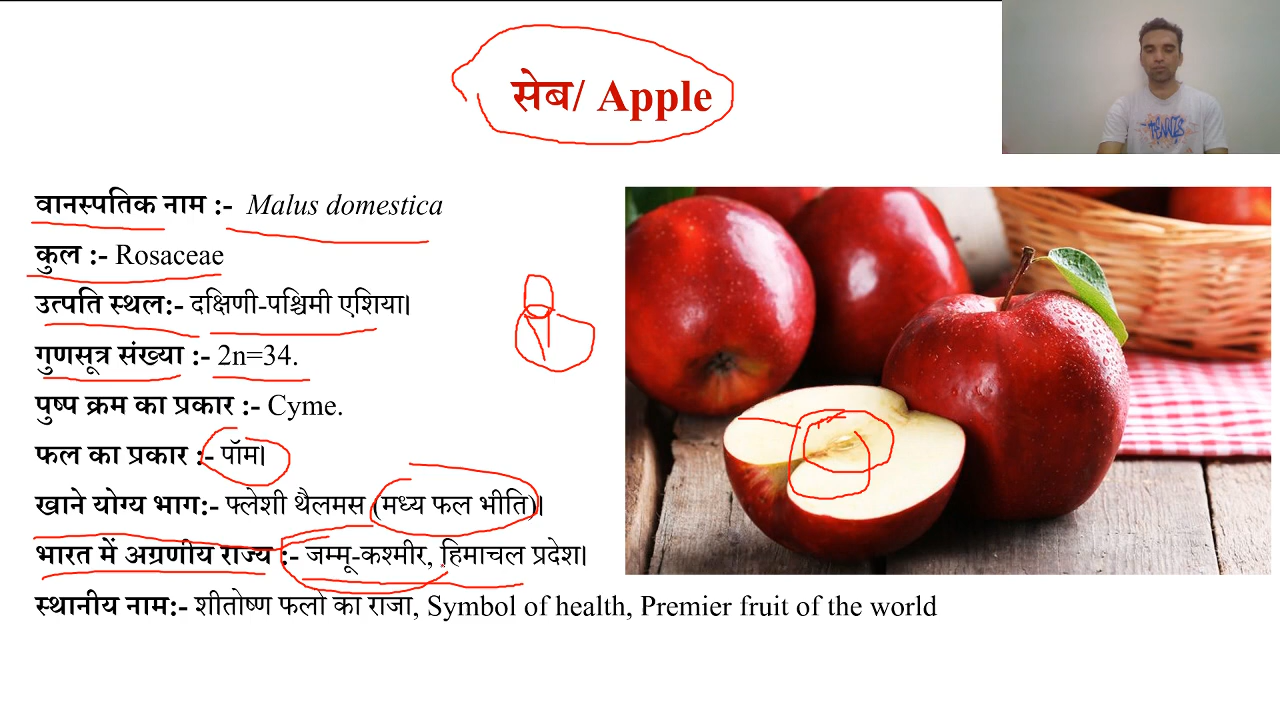 सेब/ Apple
TENNIS
वानस्पतिक नाम :- Malus domestica
कुल :- Rosaceae
उत्पति स्थल:- दक्षिणी-पश्चिमी एशिया।
गुणसूत्र संख्या :- 2n=34.
पुष्प क्रम का प्रकार :- Cyme.
फल का प्रकार :- पॉम।
खाने योग्य भाग:- फ्लेशी थैलमस (मध्य फल भीति)।
भारत में अग्रणीय राज्य :- जम्मू-कश्मीर, हिमाचल प्रदेश।
स्थानीय नाम:- शीतोष्ण फलो का राजा, Symbol of health, Premier fruit of the world